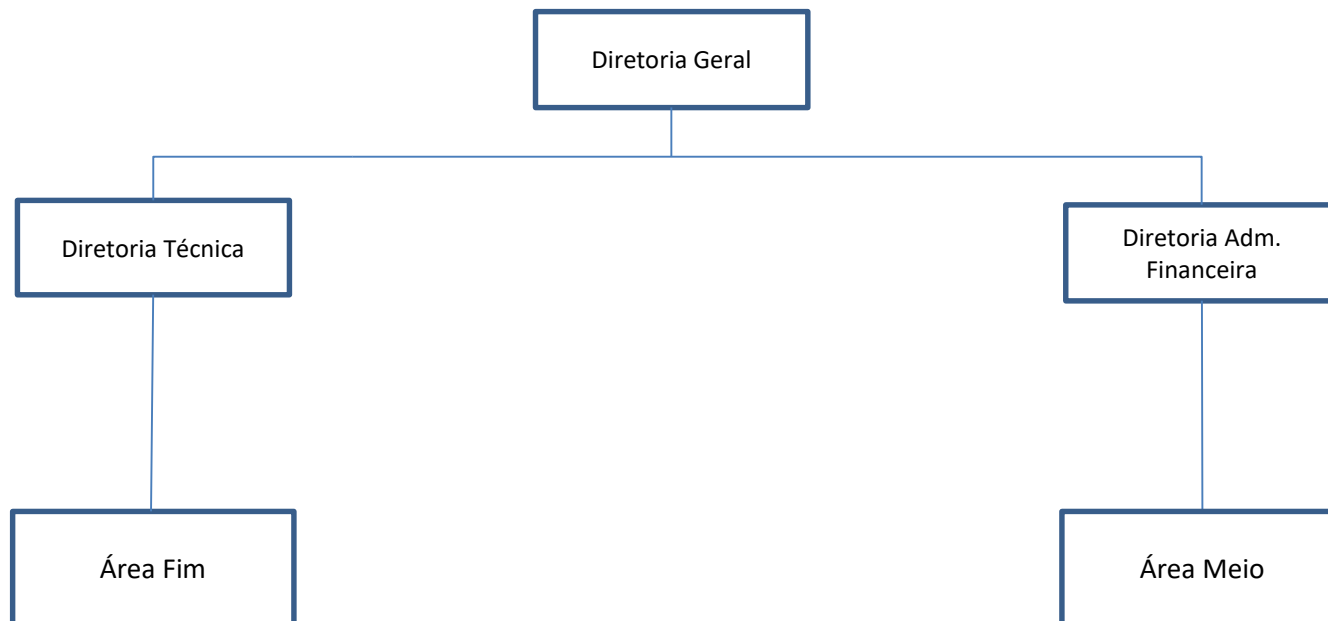 Diretoria Geral
Diretoria Técnica
Diretoria Adm.
Financeira
Área Fim
Área Meio